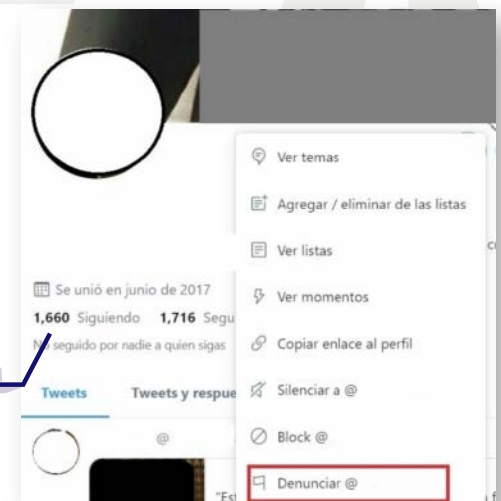 Ver temas
Agregar / eliminar de las listas
Ver listas
Se unió en junio de 2017
Ver momentos
1,660 Siguiendo 1,716 Segu
No seguido por nadie a quien sigas
Copiar enlace al perfil
Silenciar a @
Tweets Tweets y respue
@
Block @
Denunciar @
"Est